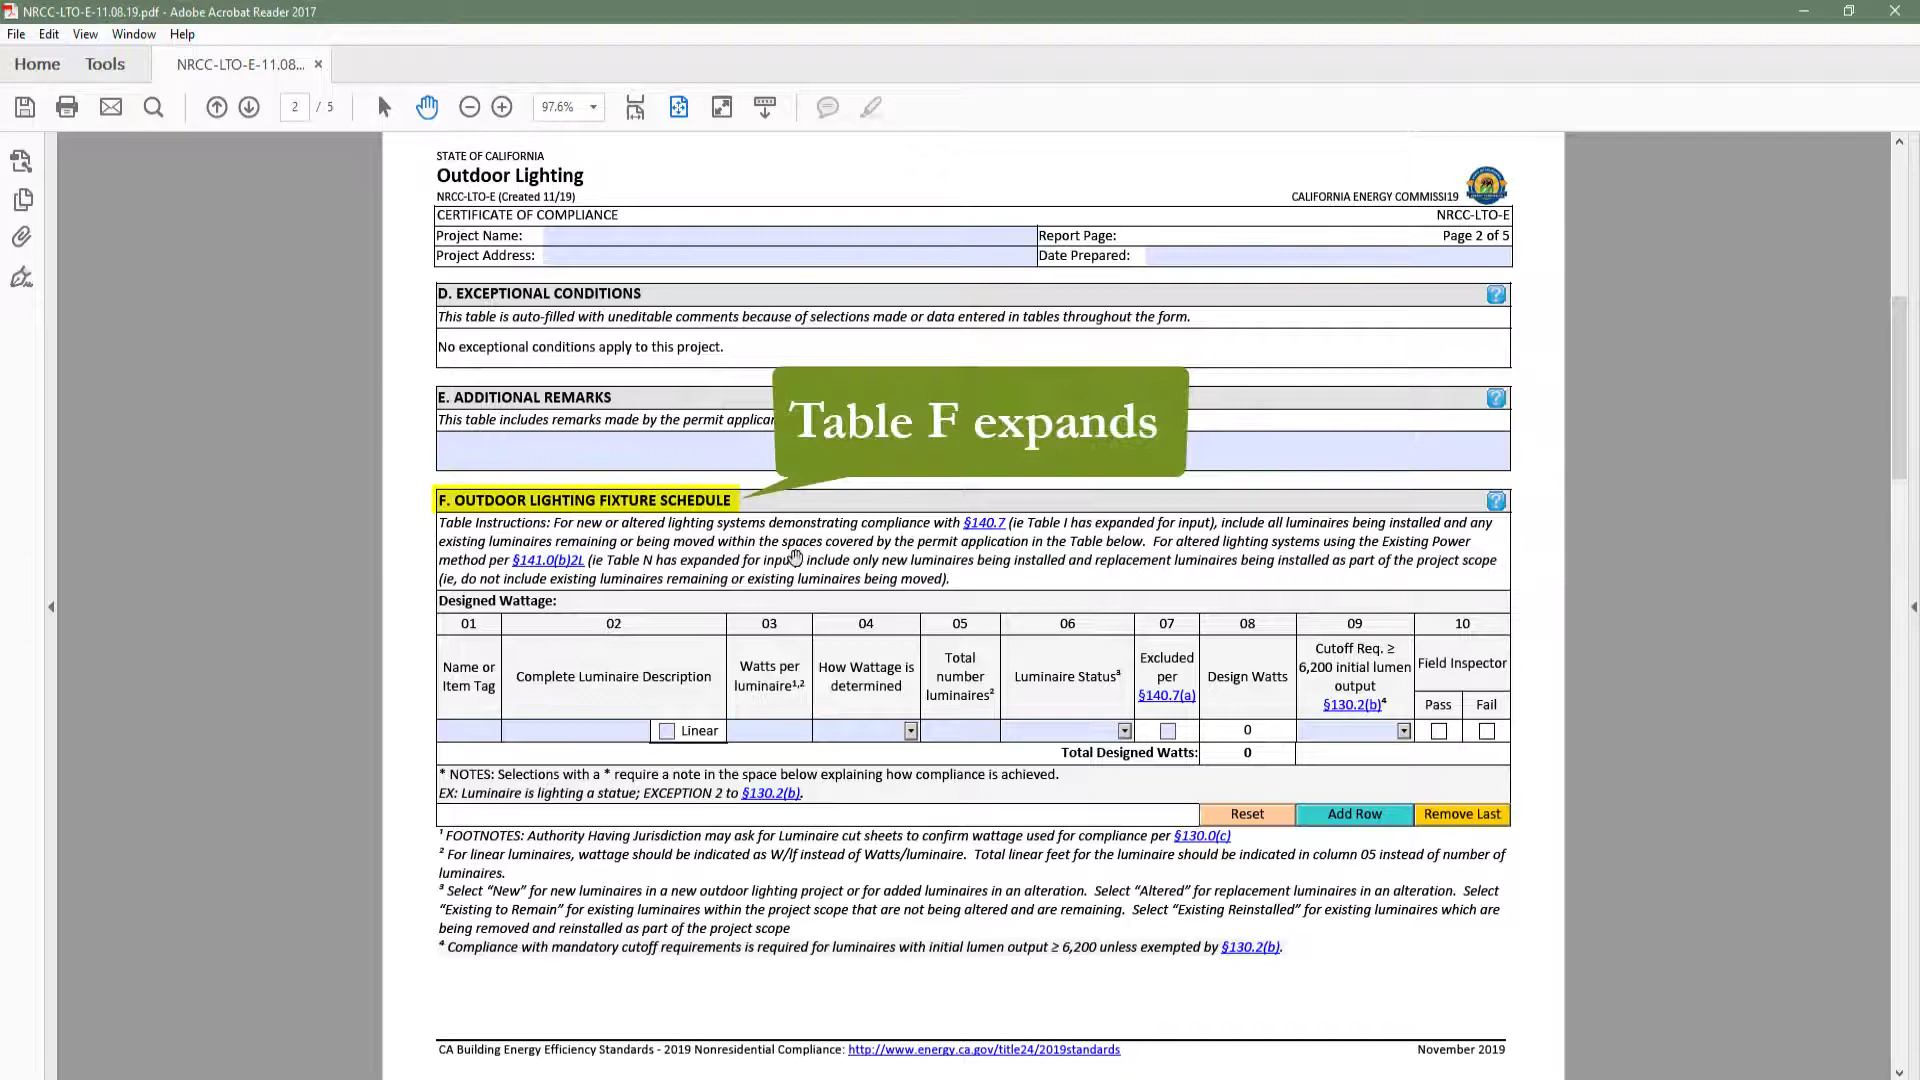 NRCC-LTO-E-11.08.19.pdf - Adobe Acrobat Reader 2017
File Edit View Window Help
Home Tools NRCC-LTO-E-11.08... ×
2 / 5 97.6%
STATE OF CALIFORNIA
Outdoor Lighting
NRCC-LTO-E (Created 11/19) CALIFORNIA ENERGY COMMISSI19
CERTIFICATE OF COMPLIANCE NRCC-LTO-E
Project Name: Report Page: Page 2 of 5
Project Address: Date Prepared:
D. EXCEPTIONAL CONDITIONS ?
This table is auto-filled with uneditable comments because of selections made or data entered in tables throughout the form.
No exceptional conditions apply to this project.
E. ADDITIONAL REMARKS ?
This table includes remarks made by the permit
Table F expands
F. OUTDOOR LIGHTING FIXTURE SCHEDULE ?
Table Instructions: For new or altered lighting systems demonstrating compliance with §140.7 (ie Table I has expanded for input), include all luminaires being installed and any
existing luminaires remaining or being moved within the spaces covered by the permit application in the Table below. For altered lighting systems using the Existing Power
method per §141.0(b)2L (ie Table N has expanded for input) include only new luminaires being installed and replacement luminaires being installed as part of the project scope
(ie, do not include existing luminaires remaining or existing luminaires being moved).
Designed Wattage:
01 02 03 04 05 06 07 08 09 10
Name or Item Tag Complete Luminaire Description Watts per luminaire¹,² How Wattage is determined Total number luminaires² Luminaire Status³ Excluded per §140.7(a) Design Watts Cutoff Req. ≥ 6,200 initial lumen output §130.2(b)⁴ Field Inspector
Pass Fail
Linear 0
Total Designed Watts: 0
* NOTES: Selections with a * require a note in the space below explaining how compliance is achieved.
EX: Luminaire is lighting a statue; EXCEPTION 2 to §130.2(b).
Reset Add Row Remove Last
¹ FOOTNOTES: Authority Having Jurisdiction may ask for Luminaire cut sheets to confirm wattage used for compliance per §130.0(c)
² For linear luminaires, wattage should be indicated as W/lf instead of Watts/luminaire. Total linear feet for the luminaire should be indicated in column 05 instead of number of
luminaires.
³ Select “New” for new luminaires in a new outdoor lighting project or for added luminaires in an alteration. Select “Altered” for replacement luminaires in an alteration. Select
“Existing to Remain” for existing luminaires within the project scope that are not being altered and are remaining. Select “Existing Reinstalled” for existing luminaires which are
being removed and reinstalled as part of the project scope
⁴ Compliance with mandatory cutoff requirements is required for luminaires with initial lumen output ≥ 6,200 unless exempted by §130.2(b).
CA Building Energy Efficiency Standards - 2019 Nonresidential Compliance: http://www.energy.ca.gov/title24/2019standards November 2019